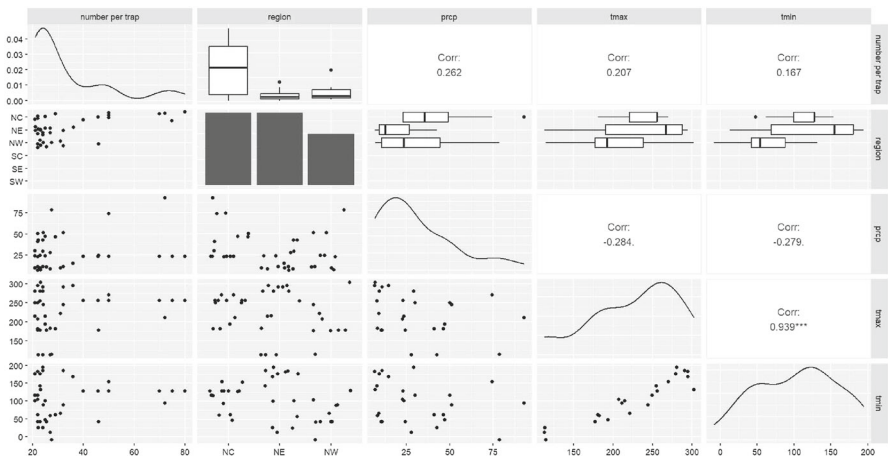 number per trap region prcp tmax tmin
0.04
0.03
0.02
0.01
0.00
Corr:
0.262
Corr:
0.207
Corr:
0.167
number per trap
NC
NE
NW
SC
SE
SW
region
75
50
25
Corr:
-0.284.
Corr:
-0.279.
prcp
300
250
200
150
Corr:
0.939***
tmax
200
150
100
50
0
tmin
20 40 60 80 NC NE NW 25 50 75 150 200 250 300 0 50 100 150 200